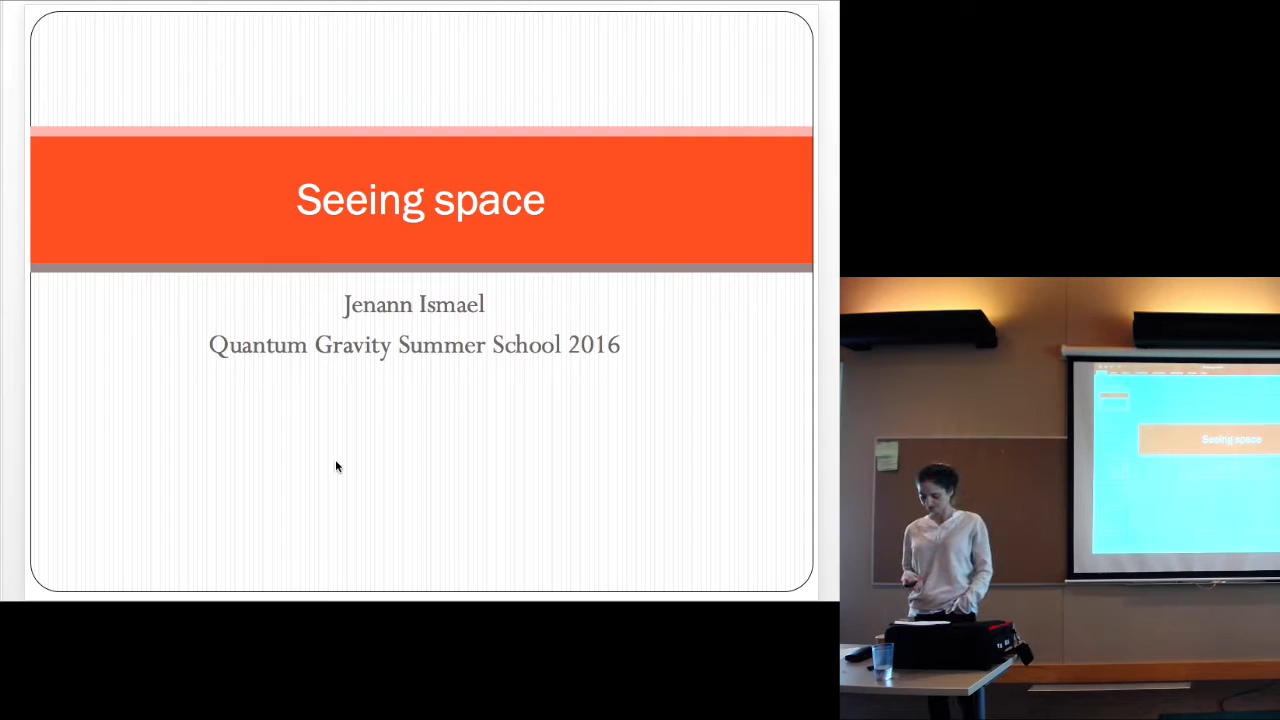 Seeing space
Jenann Ismael
Quantum Gravity Summer School 2016
Seeing space